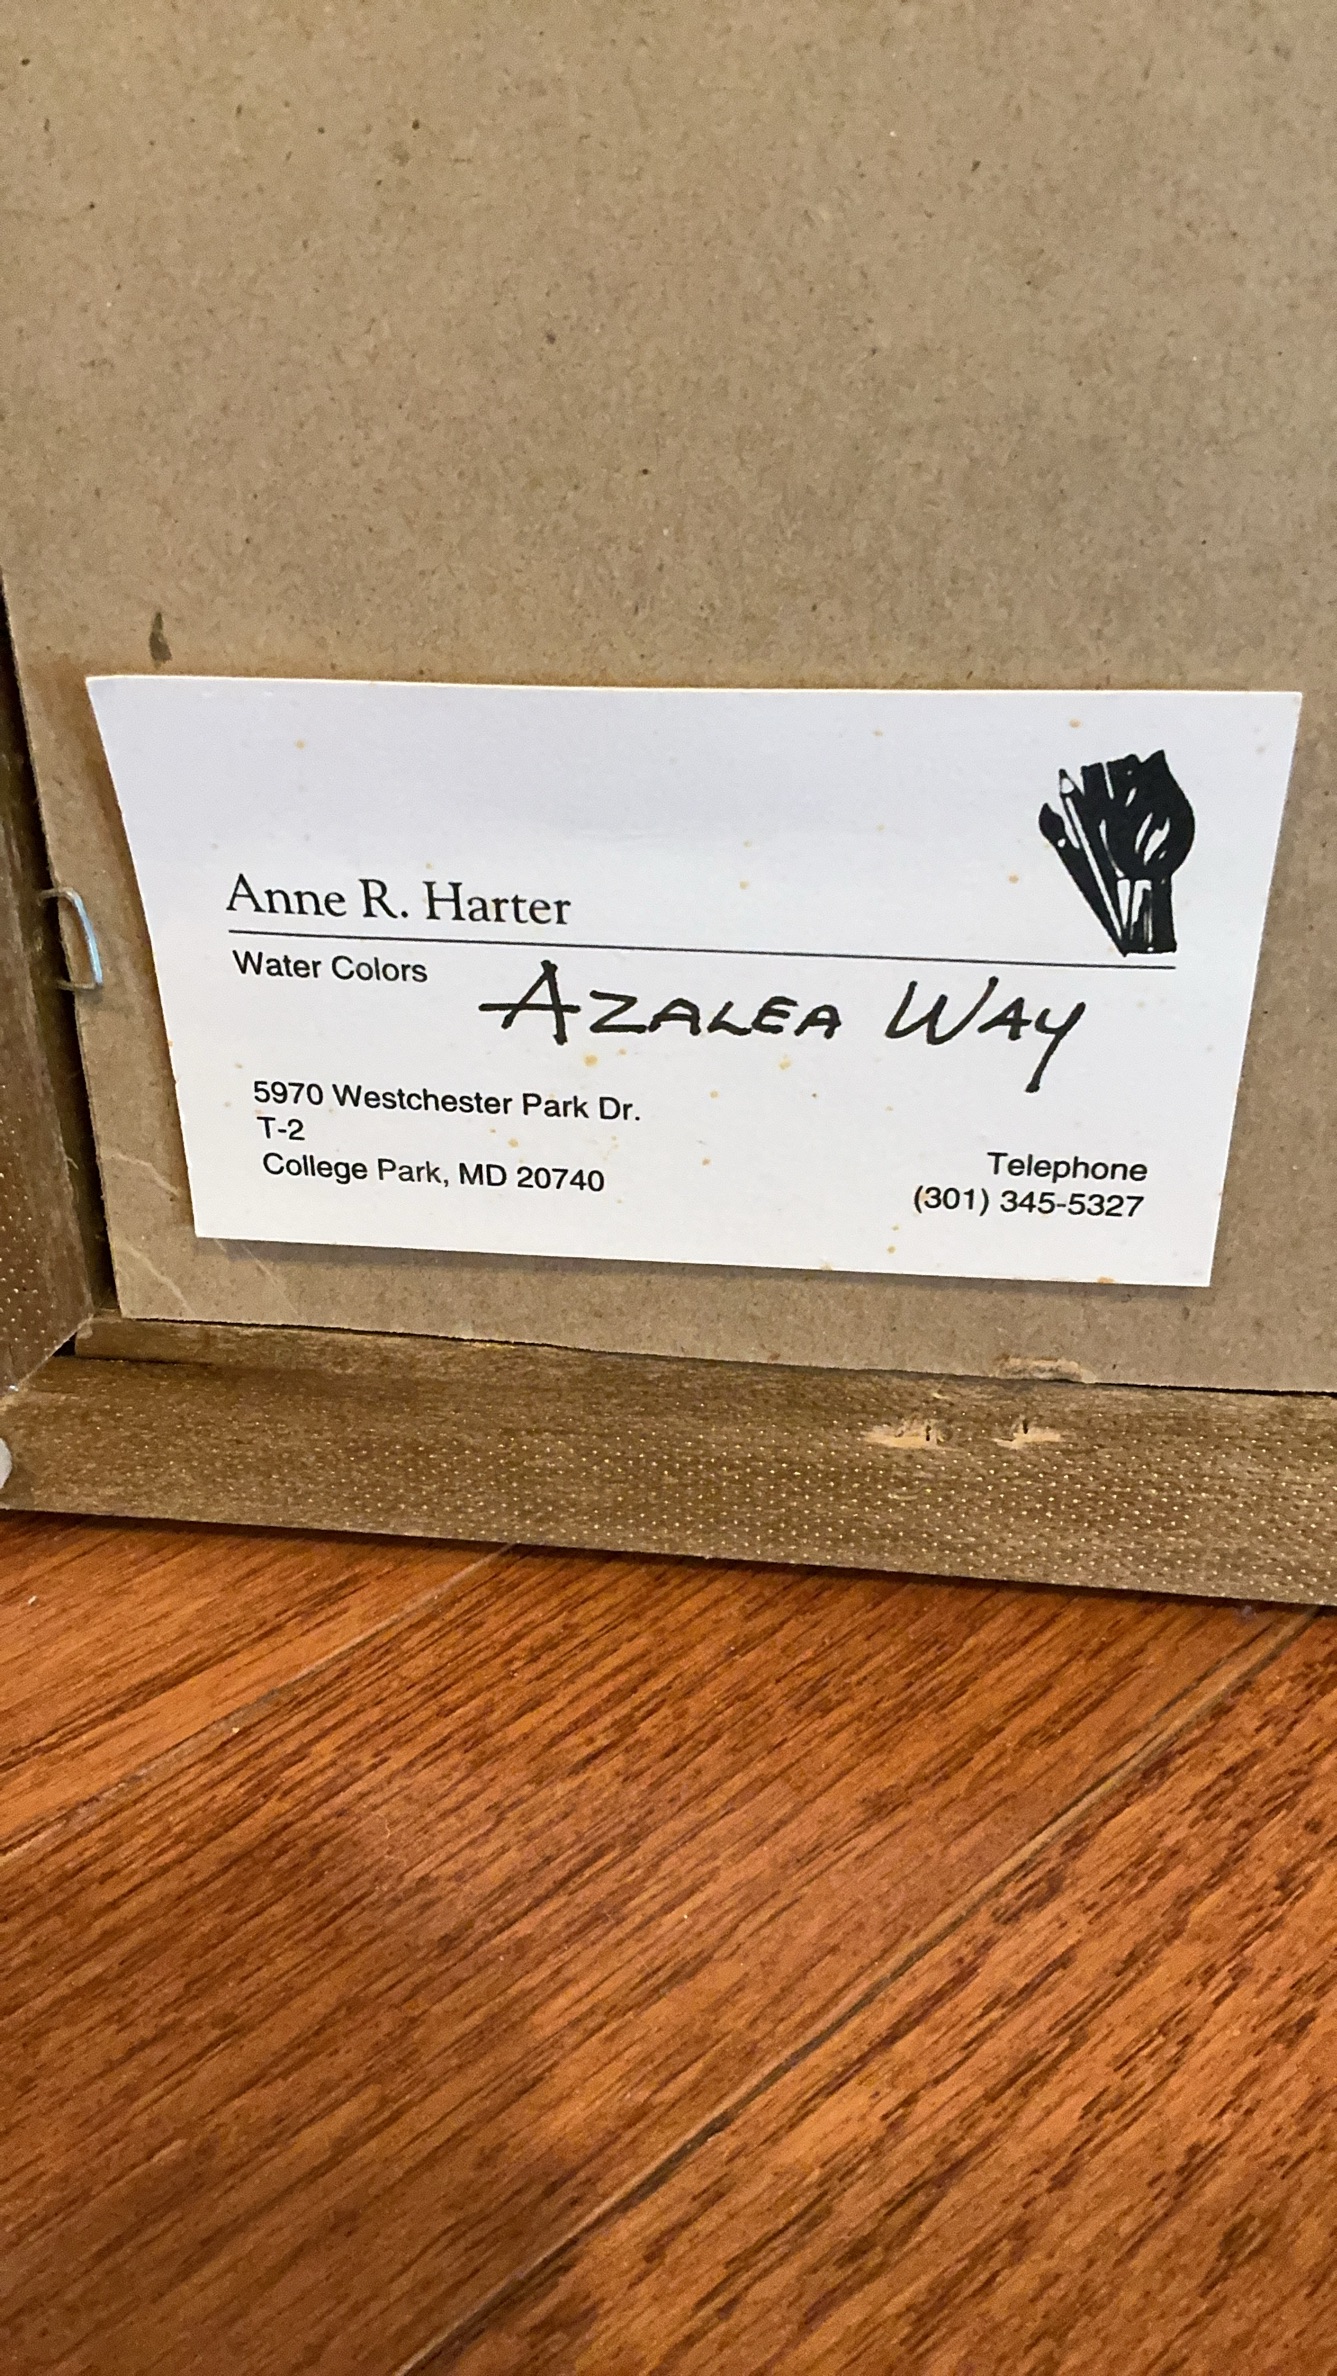 Anne R. Harter
Water Colors
AZALEA WAY
5970 Westchester Park Dr.
T-2
College Park, MD 20740
Telephone
(301) 345-5327